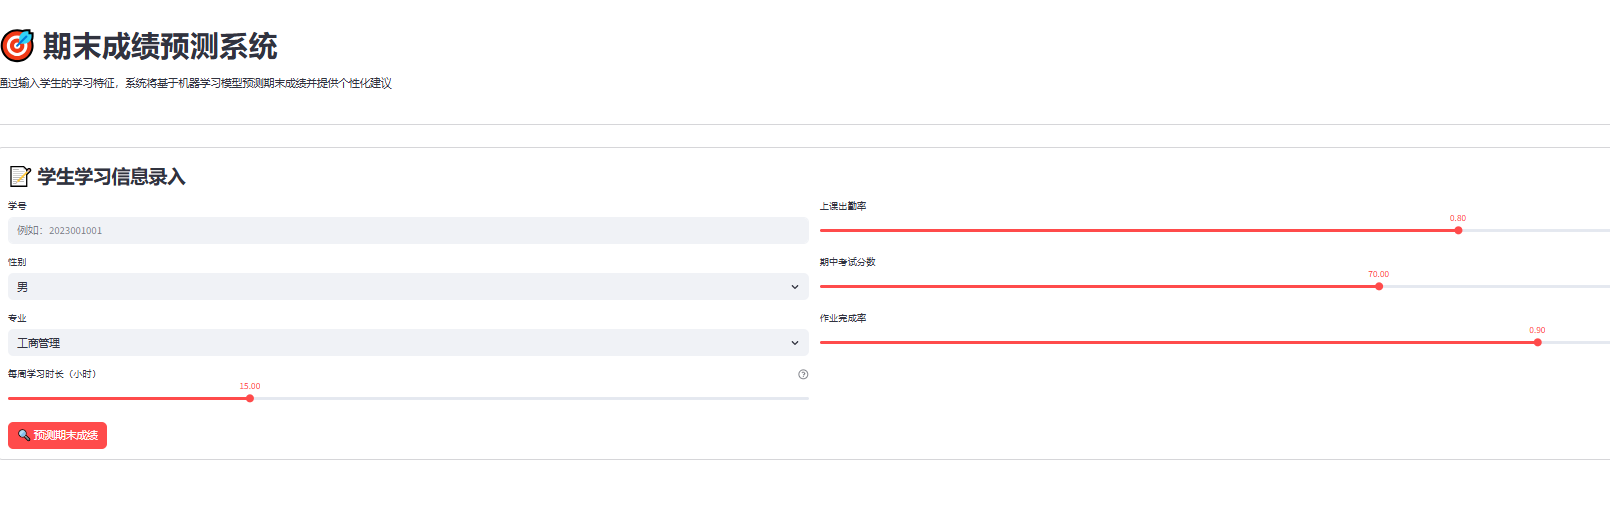 期末成绩预测系统
通过输入学生的学习特征，系统将基于机器学习模型预测期末成绩并提供个性化建议
学生学习信息录入
学号
例如：2023001001
性别
男
专业
工商管理
每周学习时长（小时）
15.00
预测期末成绩
上课出勤率
0.80
期中考试分数
70.00
作业完成率
0.90